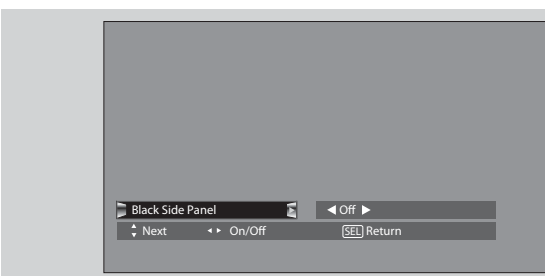 Black Side Panel ◀ Off ▶
Next On/Off SEL Return